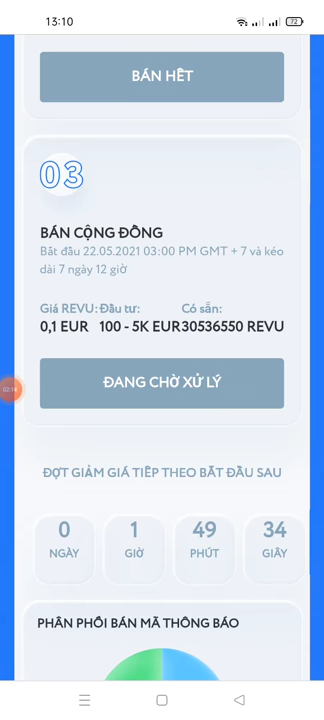 13:10
72
BÁN HẾT
03
BÁN CỘNG ĐỒNG
Bắt đầu 22.05.2021 03:00 PM GMT + 7 và kéo
dài 7 ngày 12 giờ
Giá REVU: Đầu tư: Có sẵn:
0,1 EUR 100 - 5K EUR 30536550 REVU
ĐANG CHỜ XỬ LÝ
02:14
ĐỢT GIẢM GIÁ TIẾP THEO BẮT ĐẦU SAU
0 1 49 34
NGÀY GIỜ PHÚT GIÂY
PHÂN PHỐI BÁN MÃ THÔNG BÁO